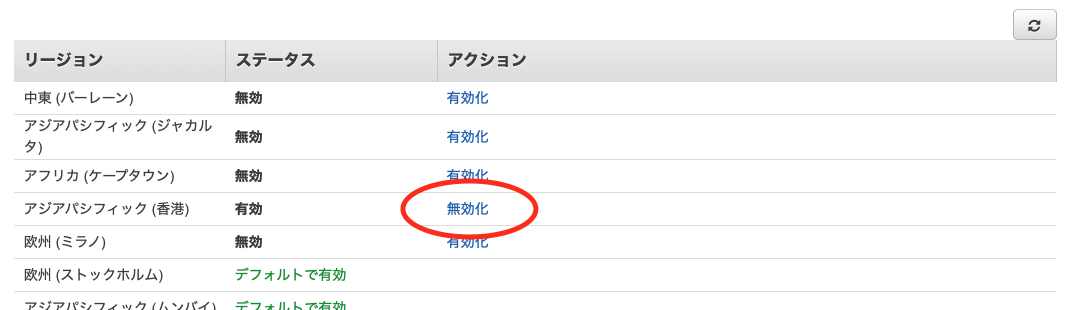 リージョン ステータス アクション
中東 (バーレーン) 無効 有効化
アジアパシフィック (ジャカル
タ) 無効 有効化
アフリカ (ケープタウン) 無効 有効化
アジアパシフィック (香港) 有効 無効化
欧州 (ミラノ) 無効 有効化
欧州 (ストックホルム) デフォルトで有効
アジアパシフィック (ムンバイ) デフォルトで有効